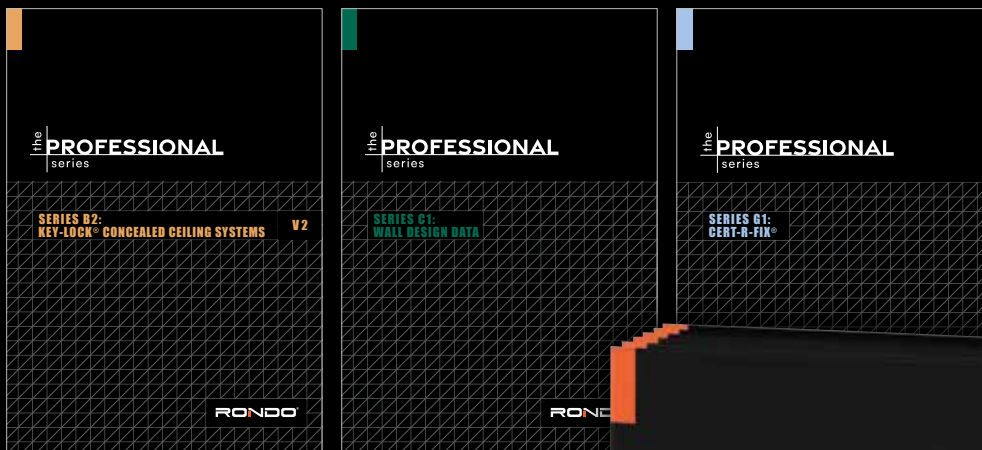 the
PROFESSIONAL
series
SERIES B2:
KEY-LOCK® CONCEALED CEILING SYSTEMS V2
RONDO
the
PROFESSIONAL
series
SERIES C1:
WALL DESIGN DATA
ROND
the
PROFESSIONAL
series
SERIES G1:
CERT-R-FIX®